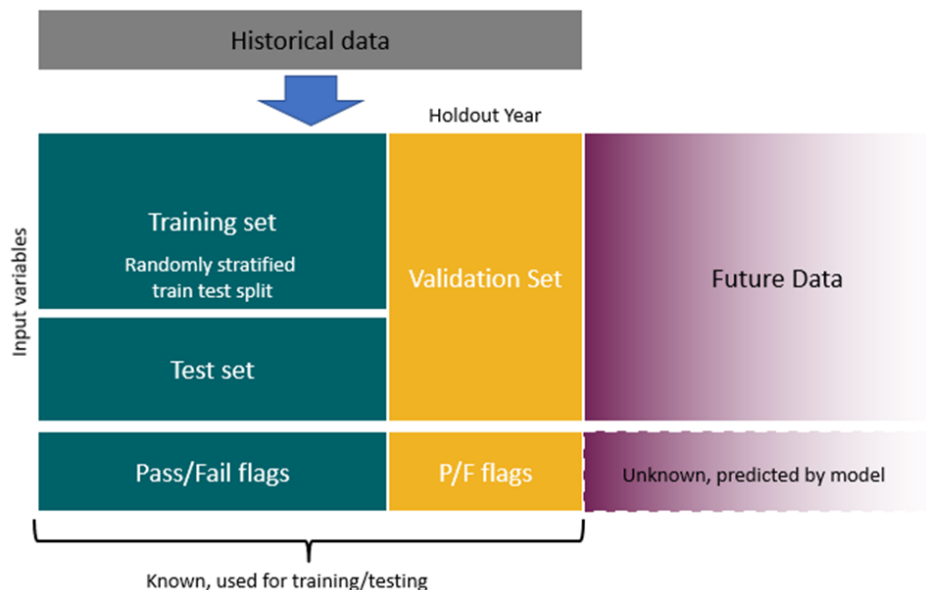 Historical data
Holdout Year
Input variables
Training set
Randomly stratified
train test split
Validation Set
Future Data
Test set
Pass/Fail flags
P/F flags
Unknown, predicted by model
Known, used for training/testing